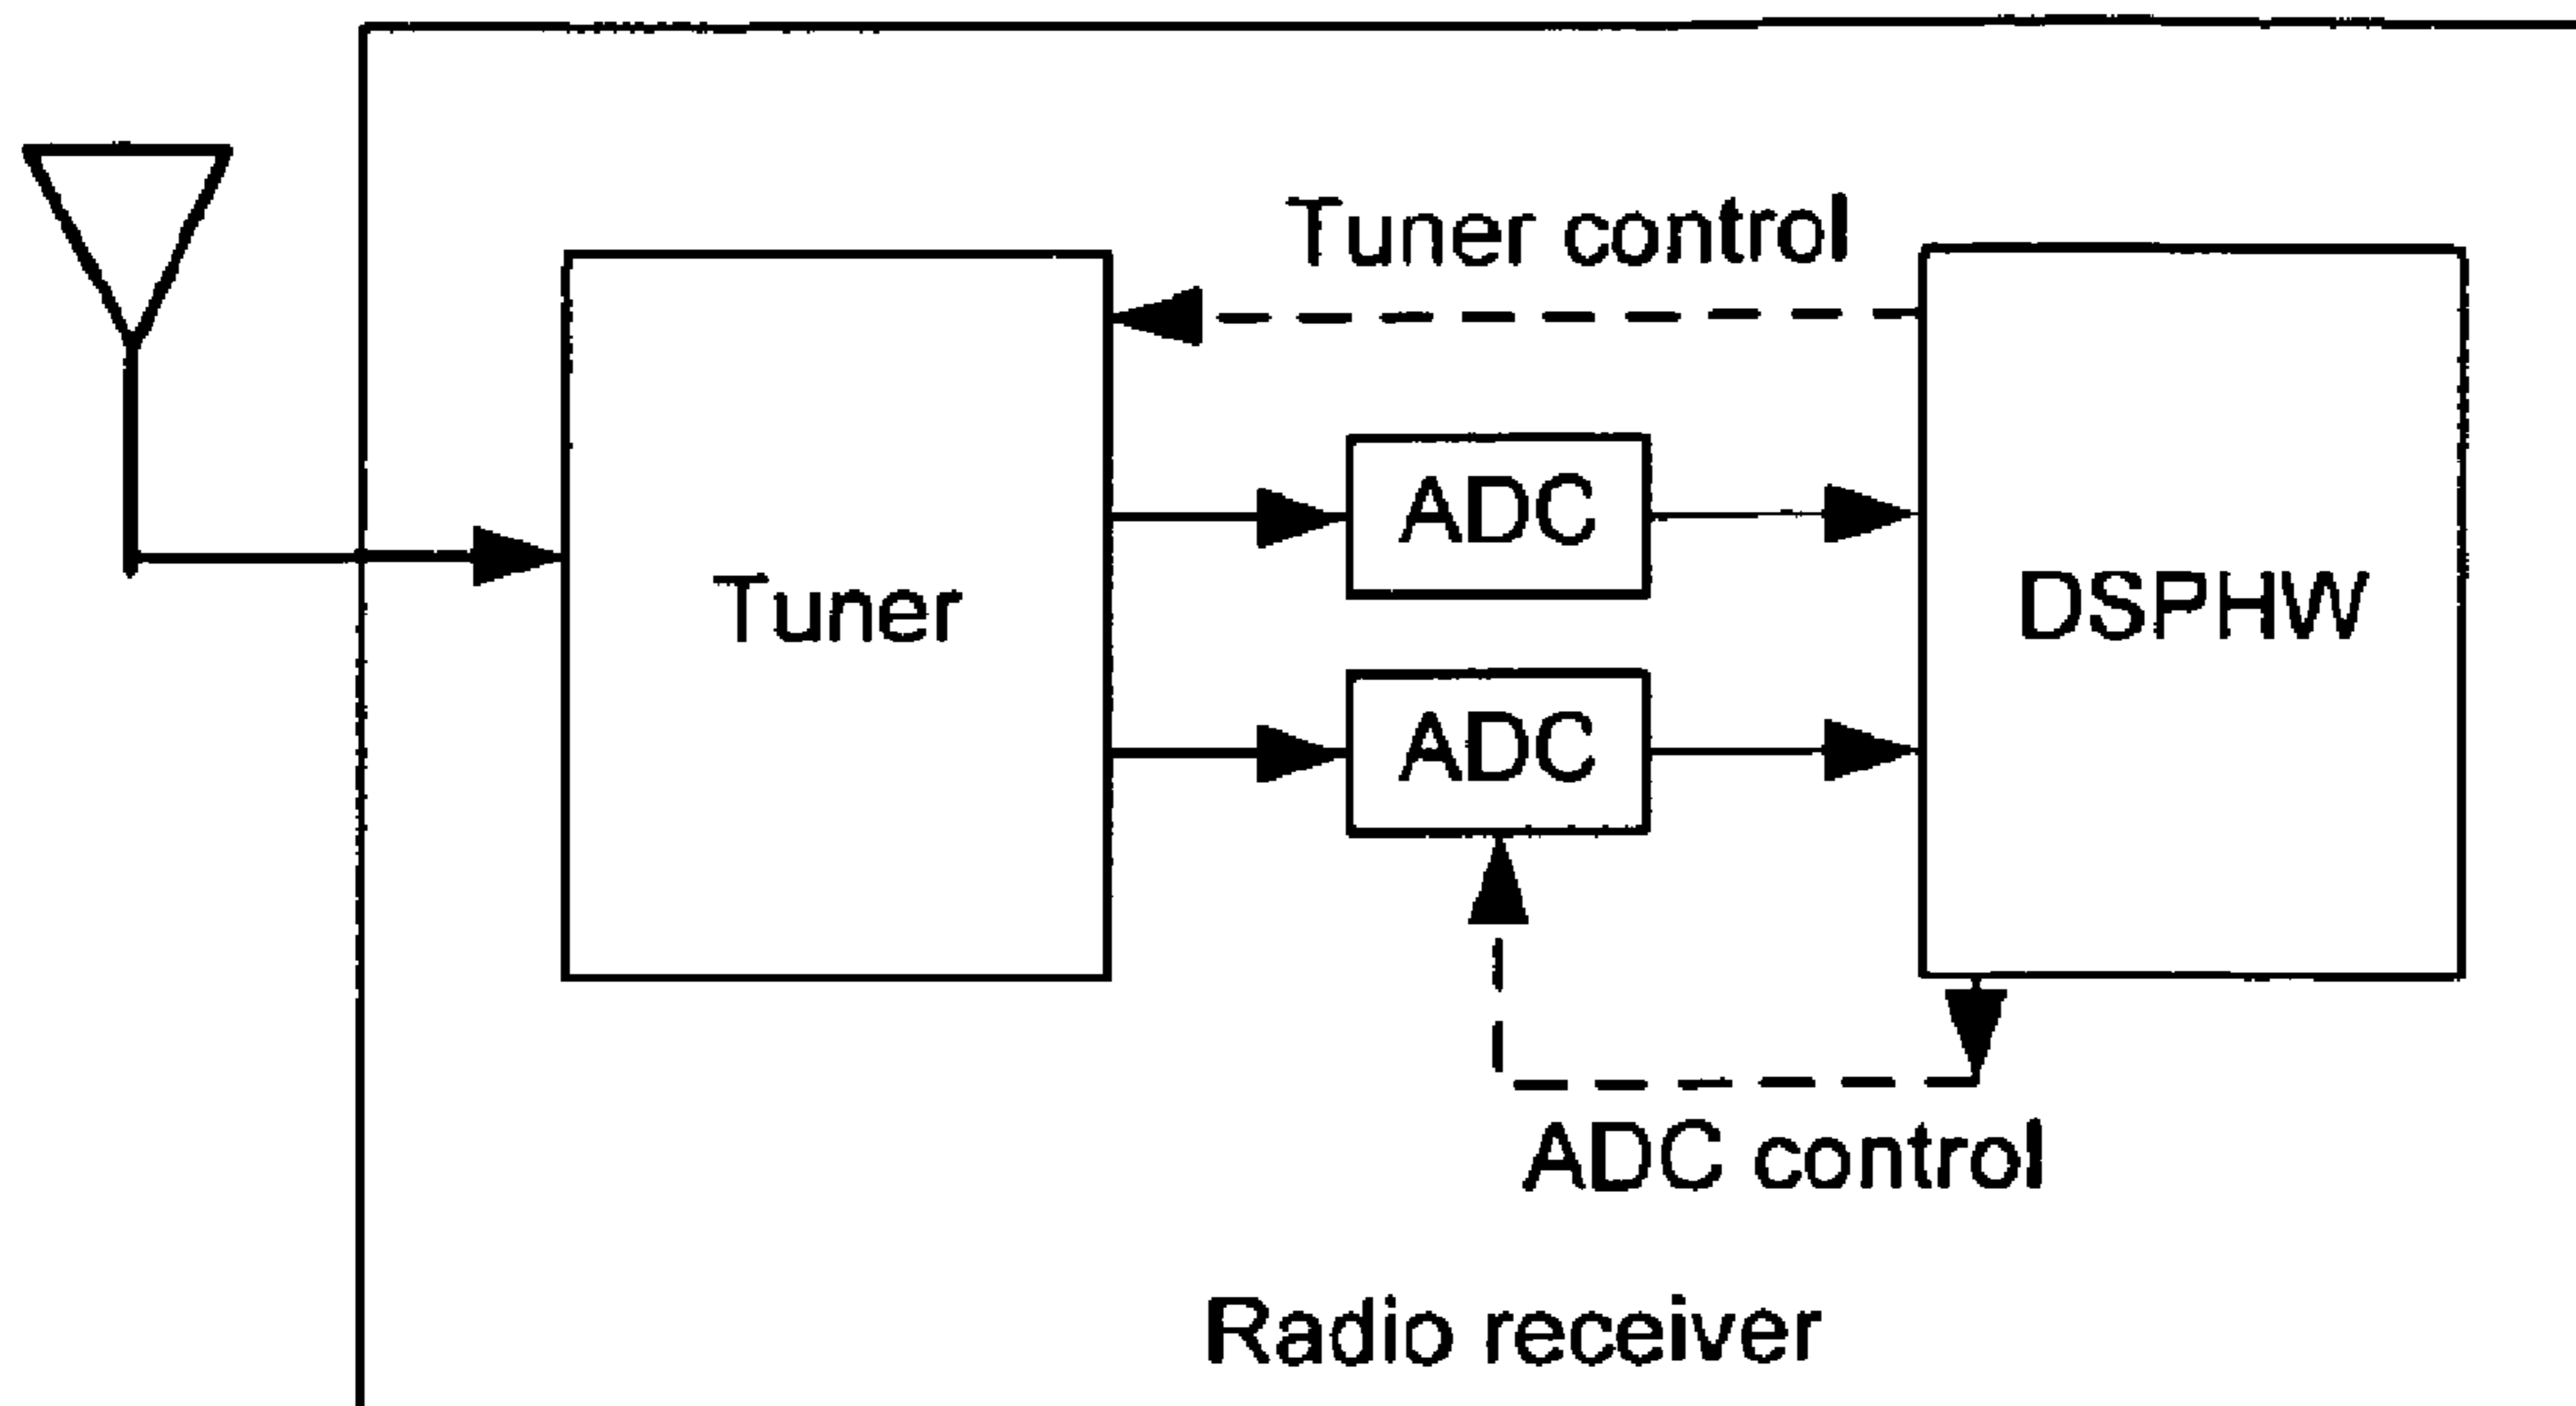 Tuner control
ADC
Tuner
DSPHW
ADC
ADC control
Radio receiver